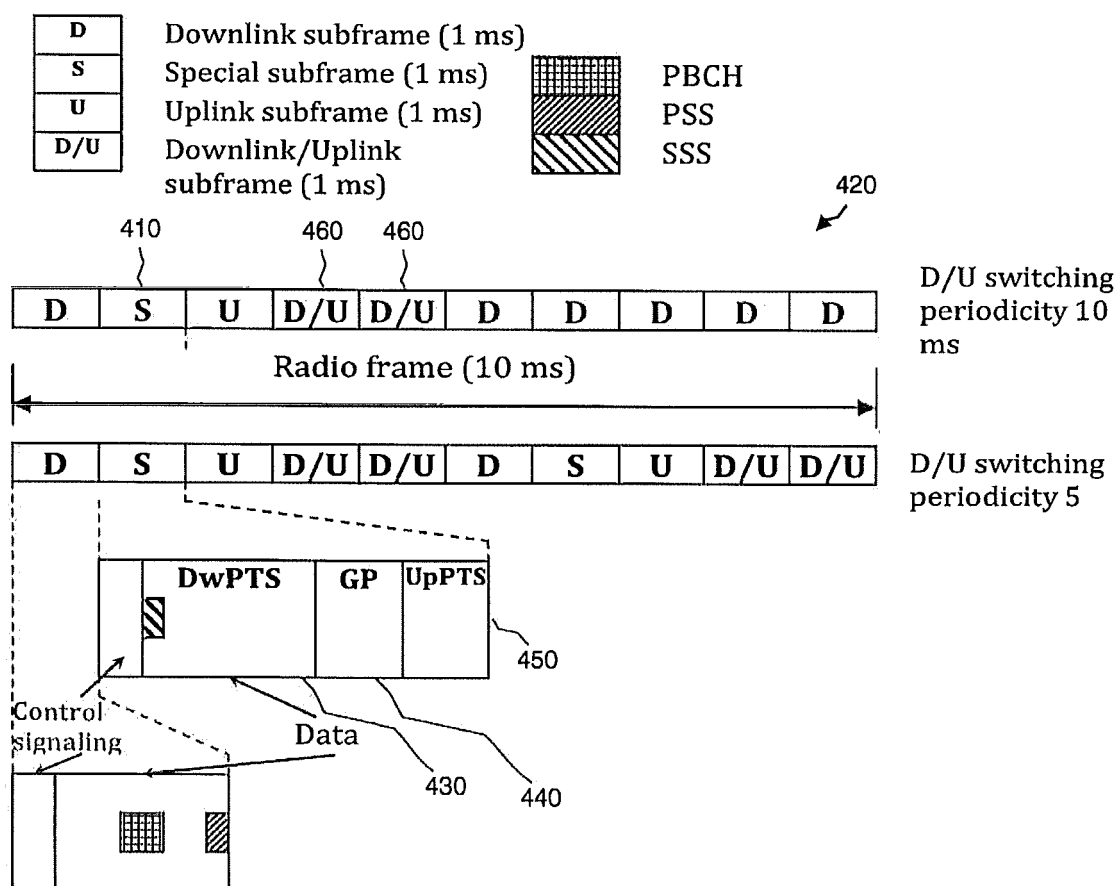 D Downlink subframe (1 ms)
S Special subframe (1 ms)
U Uplink subframe (1 ms)
D/U Downlink/Uplink
subframe (1 ms)
PBCH
PSS
SSS
420
410 460 460
D S U D/U D/U D D D D D
D/U switching
periodicity 10
ms
Radio frame (10 ms)
D S U D/U D/U D S U D/U D/U
D/U switching
periodicity 5
DwPTS GP UpPTS
450
Control
signaling
Data
430
440